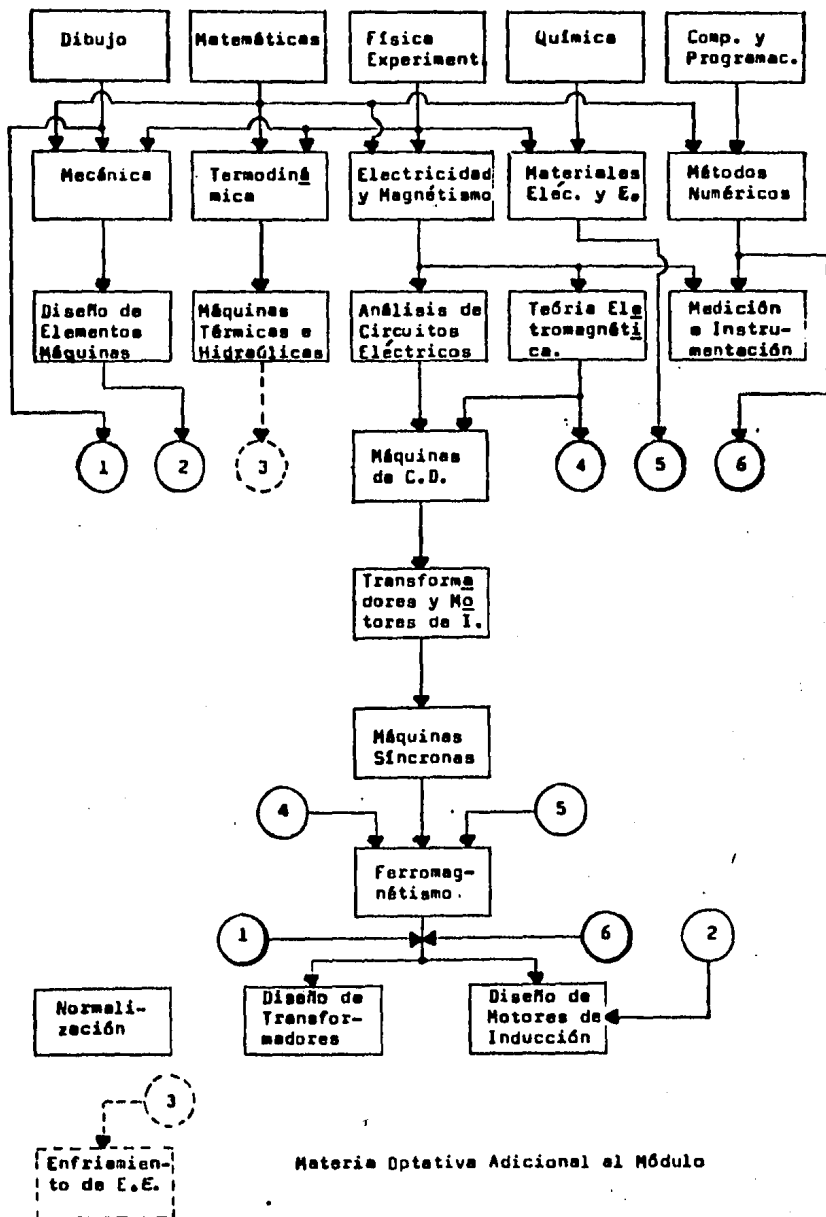 Dibujo
Matemáticas
Física
Experiment.
Química
Comp. y
Programac.
Mecánica
Termodiná
mica
Electricidad
y Magnétismo
Materiales
Eléc. y E.
Métodos
Numéricos
Diseño de
Elementos
Máquinas
Máquinas
Térmicas e
Hidraúlicas
Análisis de
Circuitos
Eléctricos
Teória Ele
tromagnéti
ca.
Medición
e Instru-
mentación
1
2
3
Máquinas
de C.D.
4
5
6
Transforma
dores y Mo
tores de I.
Máquinas
Síncronas
4
5
Ferromag-
nétismo.
1
6
2
Normali-
zación
Diseño de
Transfor-
madores
Diseño de
Motores de
Inducción
3
Enfriamien-
to de E.E.
Materia Optativa Adicional al Módulo